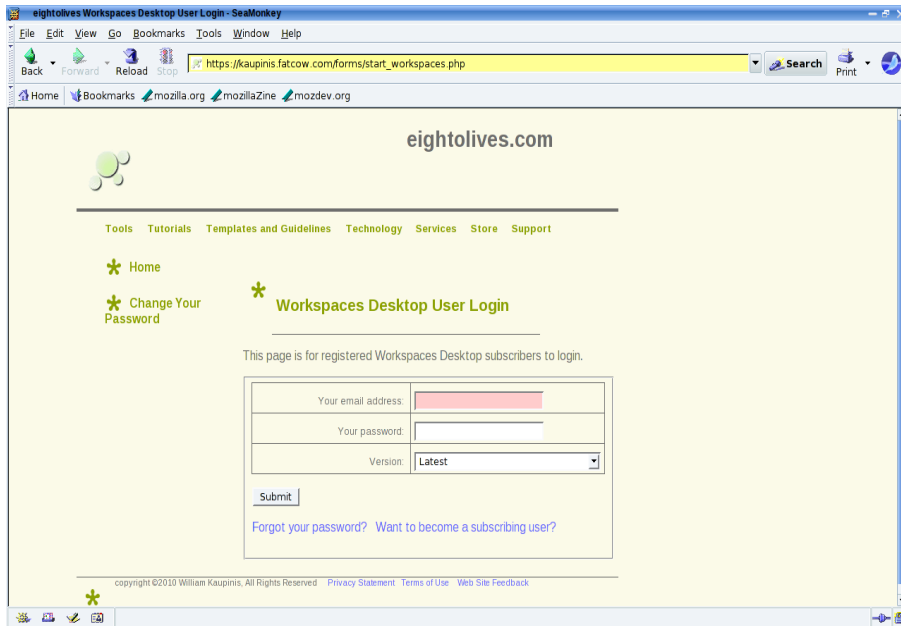 eightolives Workspaces Desktop User Login - SeaMonkey
File Edit View Go Bookmarks Tools Window Help
Back Forward Reload Stop https://kaupinis.fatcow.com/forms/start_workspaces.php Search Print
Home Bookmarks mozilla.org mozillaZine mozdev.org
eightolives.com
Tools Tutorials Templates and Guidelines Technology Services Store Support
Home
Change Your
Password
Workspaces Desktop User Login
This page is for registered Workspaces Desktop subscribers to login.
Your email address:
Your password:
Version: Latest
Submit
Forgot your password? Want to become a subscribing user?
copyright ©2010 William Kaupinis, All Rights Reserved Privacy Statement Terms of Use Web Site Feedback